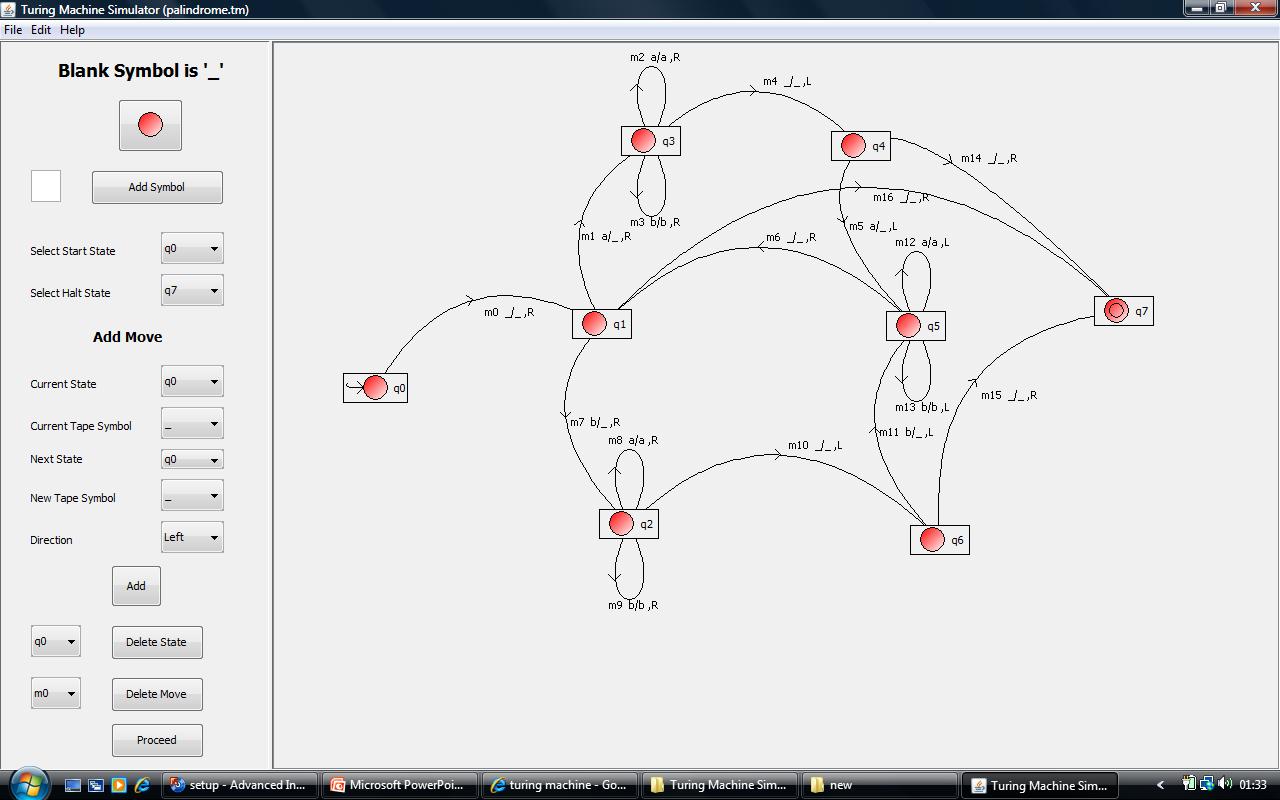 Turing Machine Simulator (palindrome.tm)
File Edit Help
Blank Symbol is '_'
Add Symbol
Select Start State q0
Select Halt State q7
Add Move
Current State q0
Current Tape Symbol _
Next State q0
New Tape Symbol _
Direction Left
Add
q0 Delete State
m0 Delete Move
Proceed
m2 a/a ,R
m4 _/_ ,L
q3
q4
m14 _/_ ,R
m16 _/_ ,R
m3 b/b ,R
m5 a/_ ,L
m1 a/_ ,R
m6 _/_ ,R
m12 a/a ,L
m0 _/_ ,R
q1
q5
q7
q0
m15 _/_ ,R
m13 b/b ,L
m7 b/_ ,R
m11 b/_ ,L
m8 a/a ,R
m10 _/_ ,L
q2
q6
m9 b/b ,R
setup - Advanced In...
Microsoft PowerPoi...
turing machine - Go...
Turing Machine Sim...
new
Turing Machine Sim...
01:33